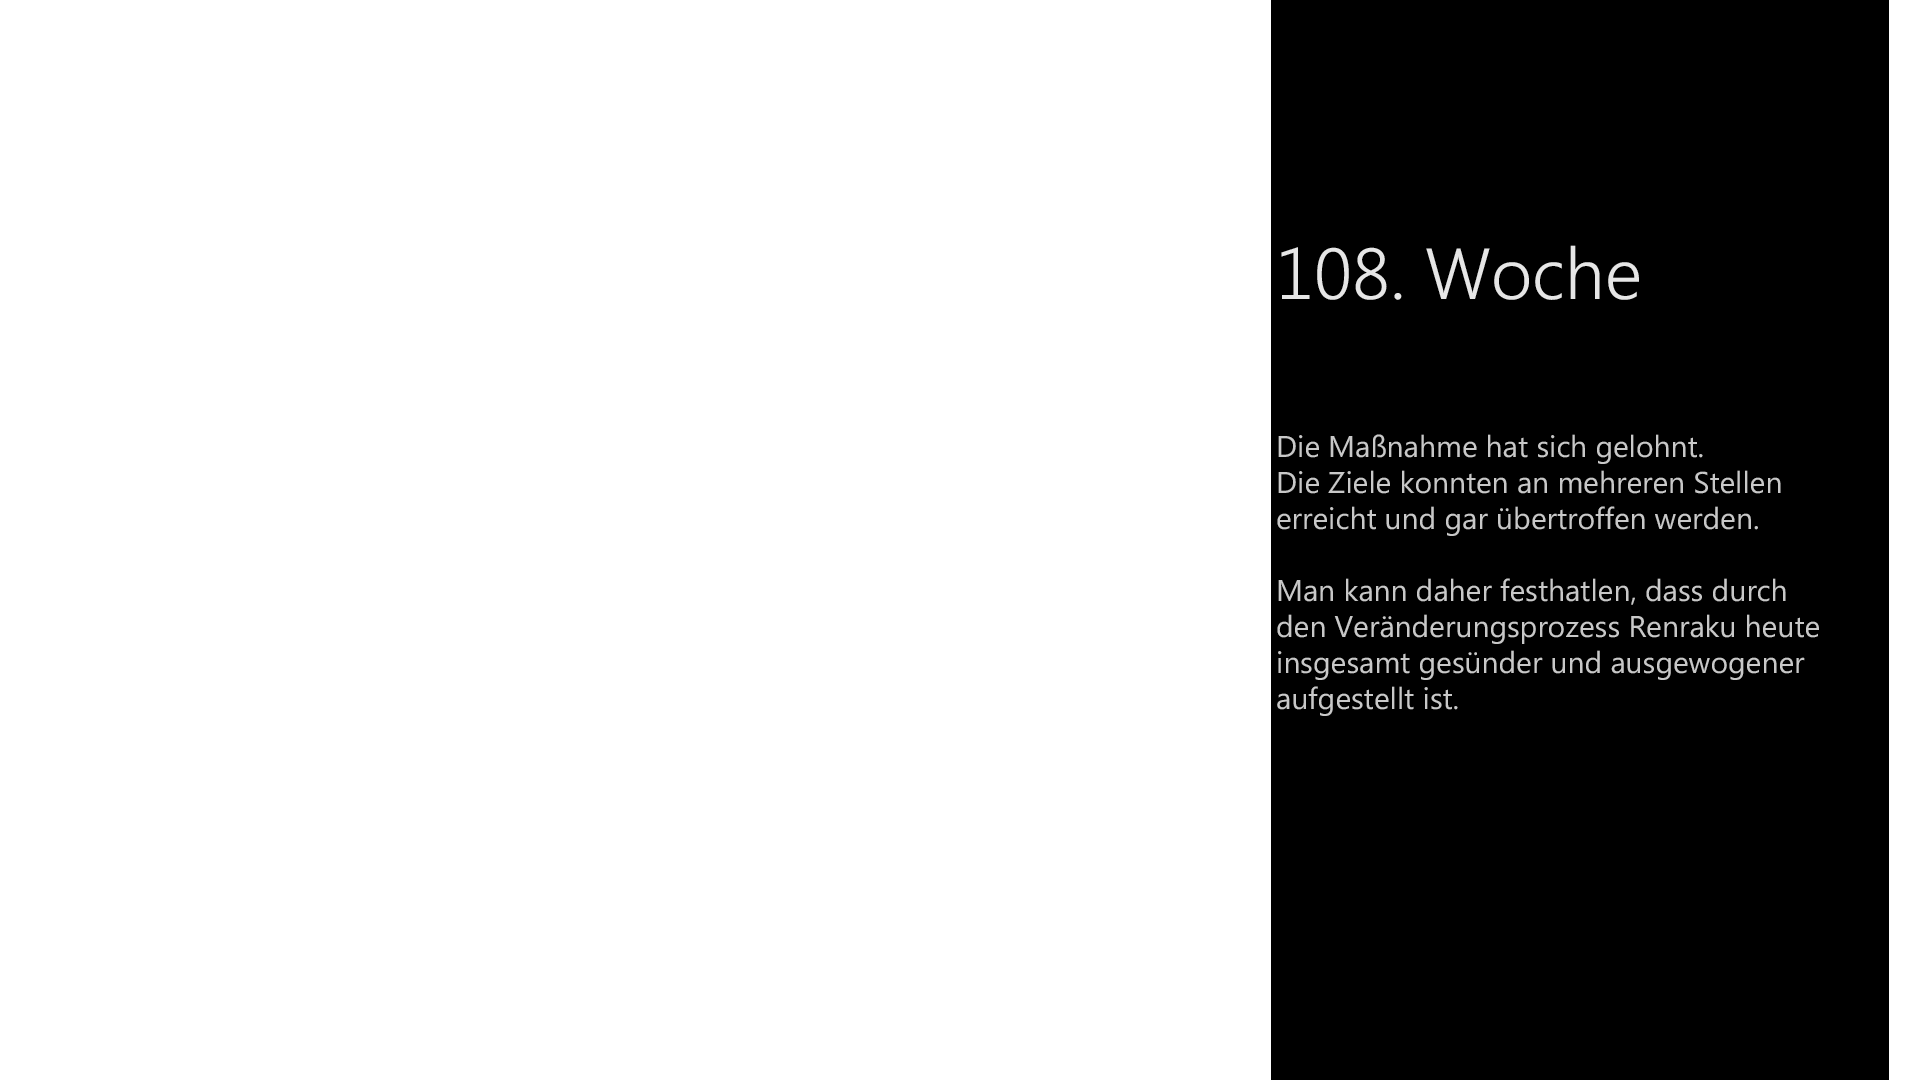 108. Woche
Die Maßnahme hat sich gelohnt.
Die Ziele konnten an mehreren Stellen
erreicht und gar übertroffen werden.
Man kann daher festhatlen, dass durch
den Veränderungsprozess Renraku heute
insgesamt gesünder und ausgewogener
aufgestellt ist.